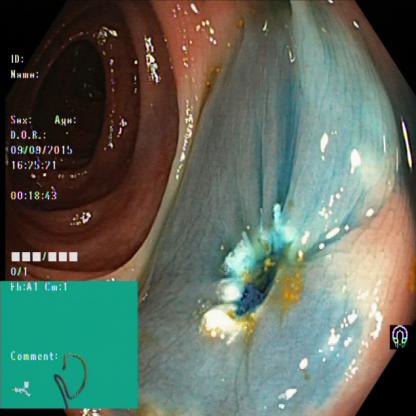 ID:
Name:
Sex: Age:
D.O.B.:
09/09/2015
16:25:21
00:18:43
■■■/■■■
0/1
Eh:A1 Cm:1
Comment: